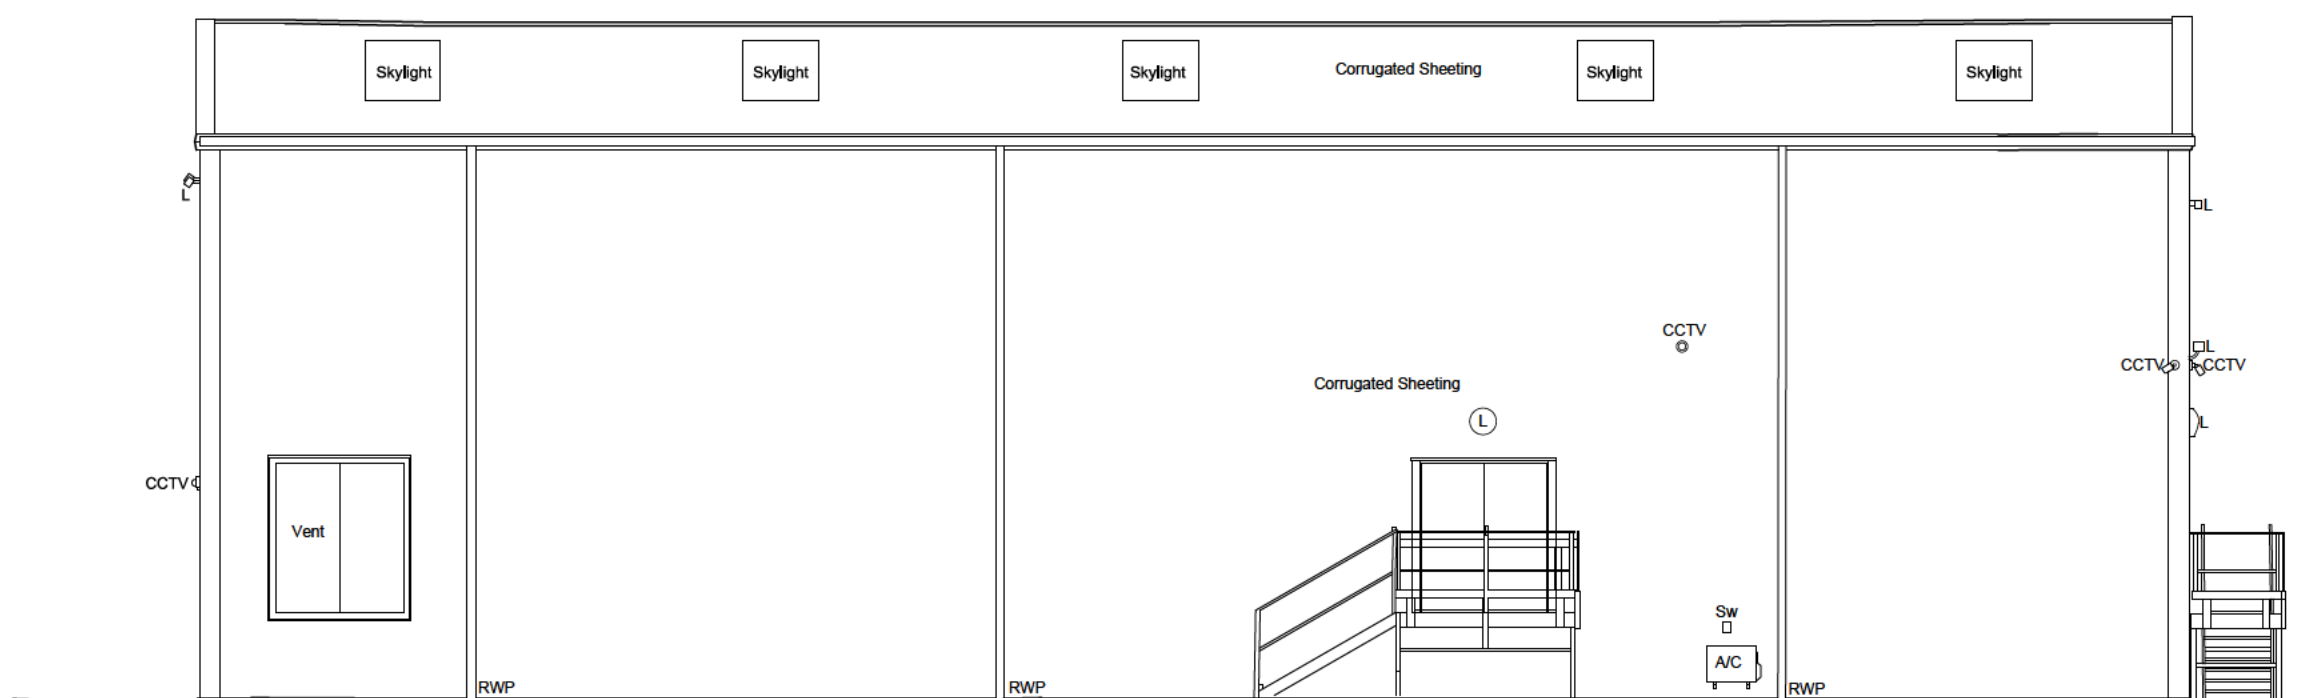 Skylight
Skylight
Skylight
Corrugated Sheeting
Skylight
Skylight
L
L
CCTV
L
CCTV
CCTV
Corrugated Sheeting
L
L
CCTV
Vent
Sw
A/C
RWP
RWP
RWP